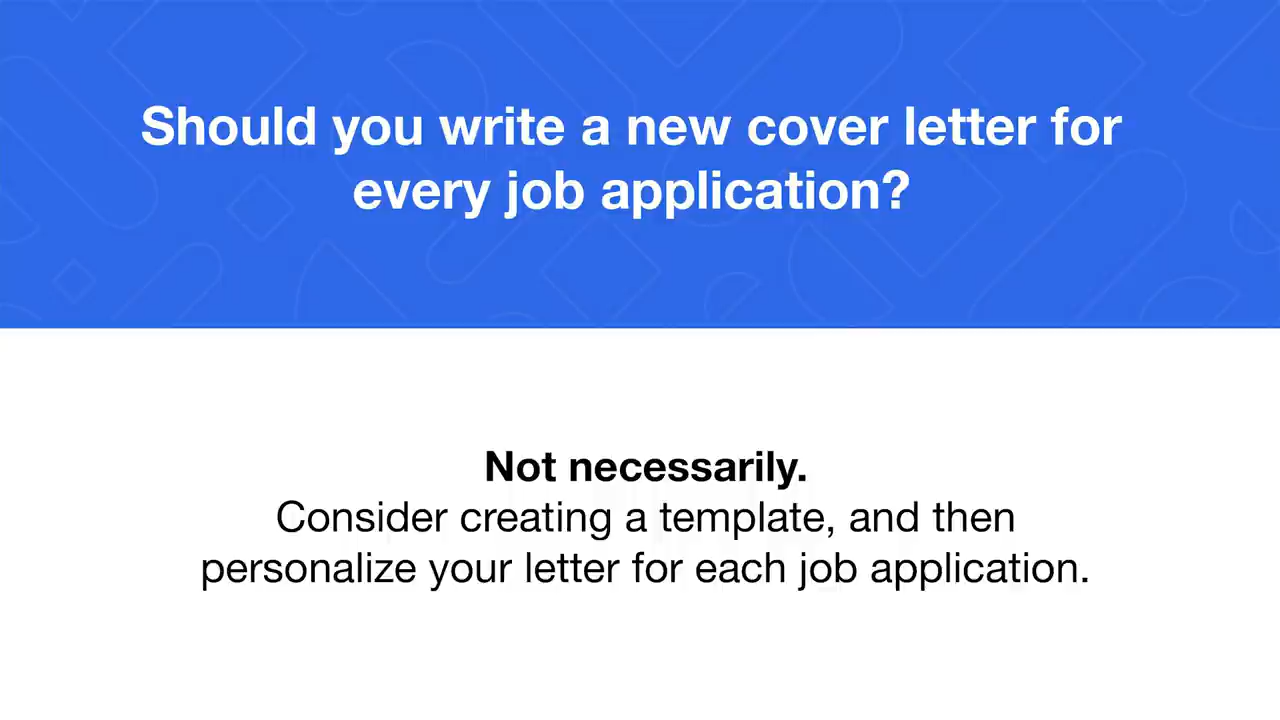 Should you write a new cover letter for
every job application?
Not necessarily.
Consider creating a template, and then
personalize your letter for each job application.